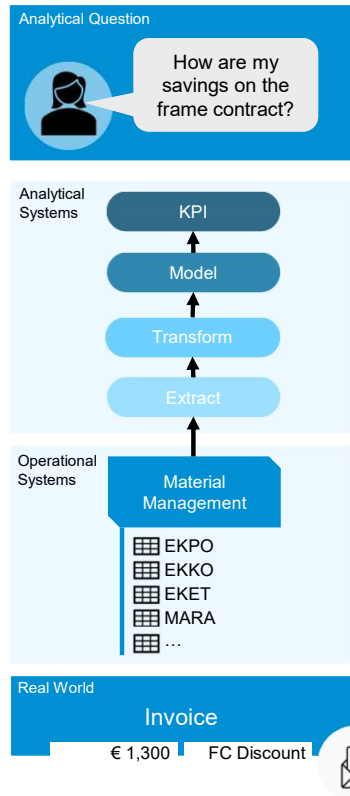 Analytical Question
How are my
savings on the
frame contract?
Analytical
Systems
KPI
Model
Transform
Extract
Operational
Systems
Material
Management
EKPO
EKKO
EKET
MARA
…
Real World
Invoice
€ 1,300
FC Discount